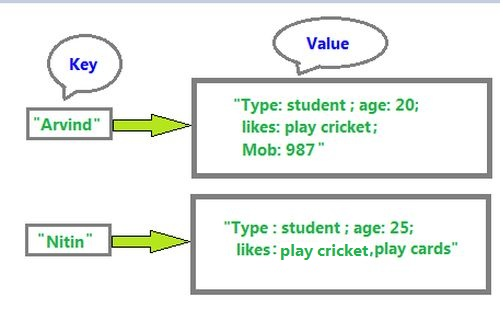 Key
Value
"Arvind"
"Type: student ; age: 20;
likes: play cricket;
Mob: 987"
"Nitin"
"Type : student ; age: 25;
likes: play cricket,play cards"